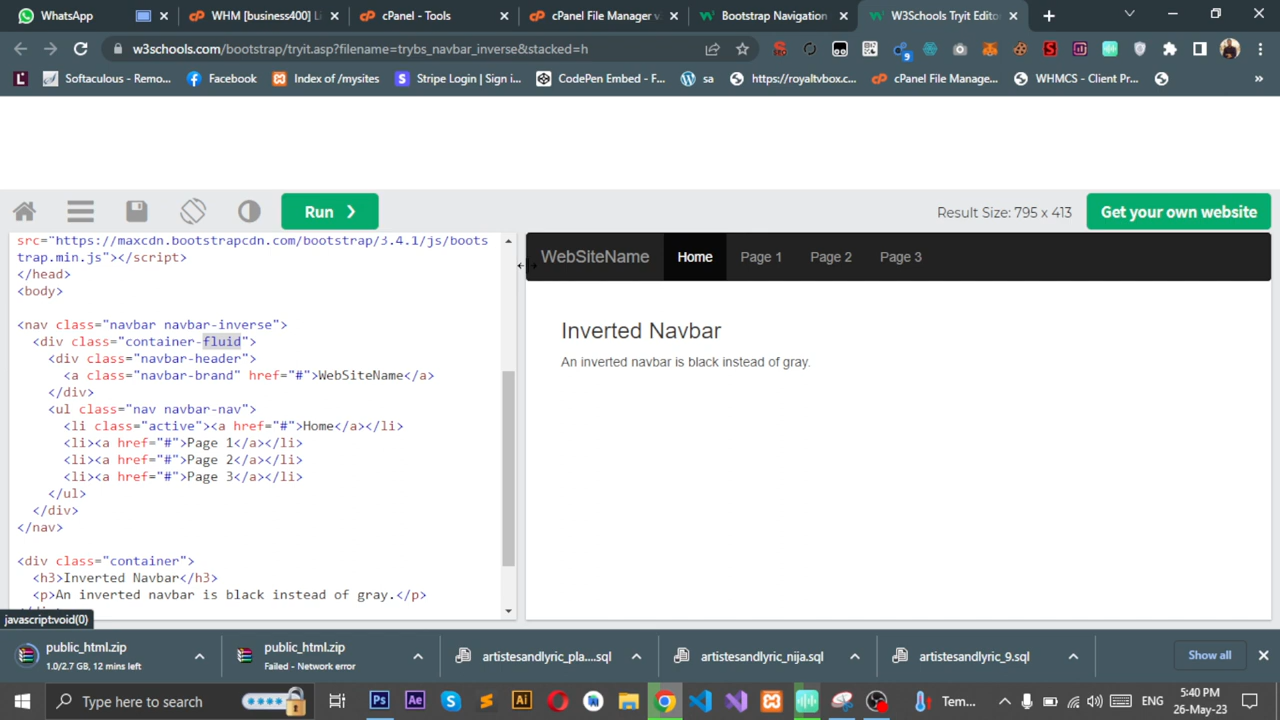 WhatsApp
WHM [business400] Li
cPanel - Tools
cPanel File Manager v
Bootstrap Navigation
W3Schools Tryit Edito
w3schools.com/bootstrap/tryit.asp?filename=trybs_navbar_inverse&stacked=h
9
Softaculous - Remo...
Facebook
Index of /mysites
Stripe Login | Sign i...
CodePen Embed - F...
sa
https://royaltvbox.c...
cPanel File Manage...
WHMCS - Client Pr...
»
Run ❯
Result Size: 795 x 413
Get your own website
src="https://maxcdn.bootstrapcdn.com/bootstrap/3.4.1/js/boots
trap.min.js"></script>
</head>
<body>
<nav class="navbar navbar-inverse">
<div class="container-fluid">
<div class="navbar-header">
<a class="navbar-brand" href="#">WebSiteName</a>
</div>
<ul class="nav navbar-nav">
<li class="active"><a href="#">Home</a></li>
<li><a href="#">Page 1</a></li>
<li><a href="#">Page 2</a></li>
<li><a href="#">Page 3</a></li>
</ul>
</div>
</nav>
<div class="container">
<h3>Inverted Navbar</h3>
<p>An inverted navbar is black instead of gray.</p>
WebSiteName Home Page 1 Page 2 Page 3
Inverted Navbar
An inverted navbar is black instead of gray.
javascript:void(0)
public_html.zip
1.0/2.7 GB, 12 mins left
public_html.zip
Failed - Network error
artistesandlyric_pla....sql
artistesandlyric_nija.sql
artistesandlyric_9.sql
Show all
Type here to search
Tem...
ENG
5:40 PM
26-May-23